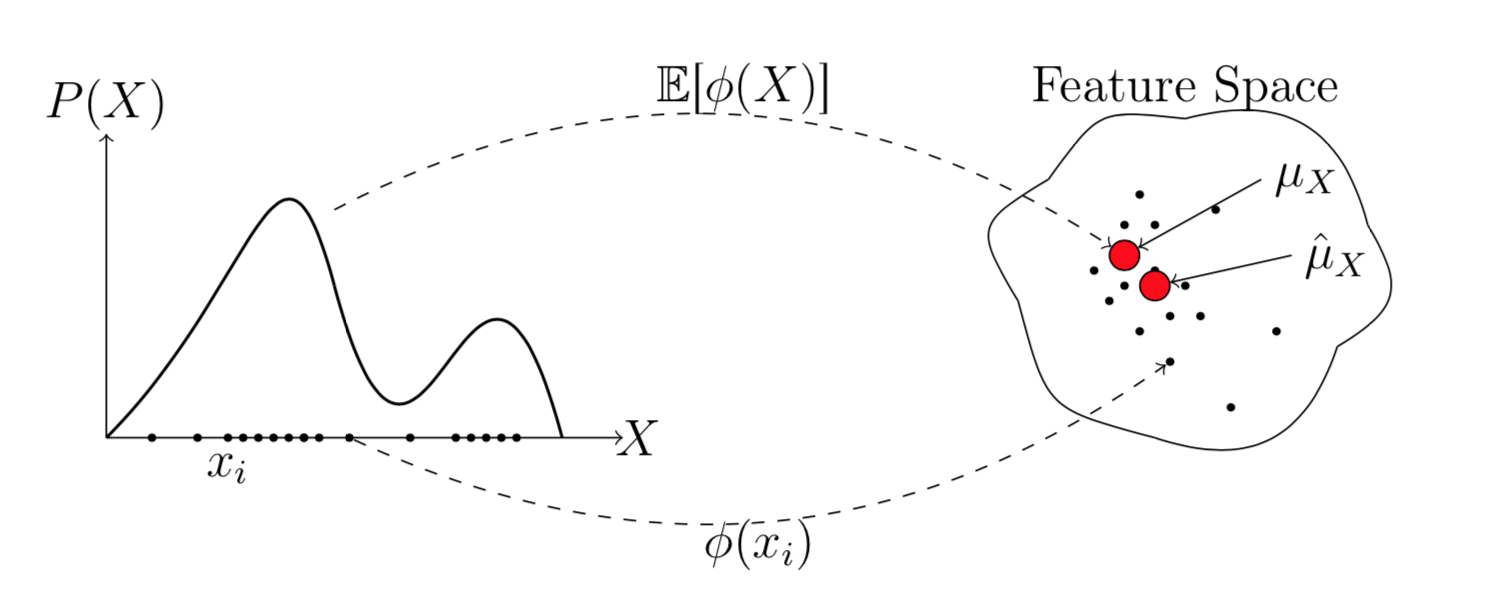 P(X)
𝔼[ϕ(X)]
Feature Space
μ_X
μ̂_X
X
x_i
ϕ(x_i)